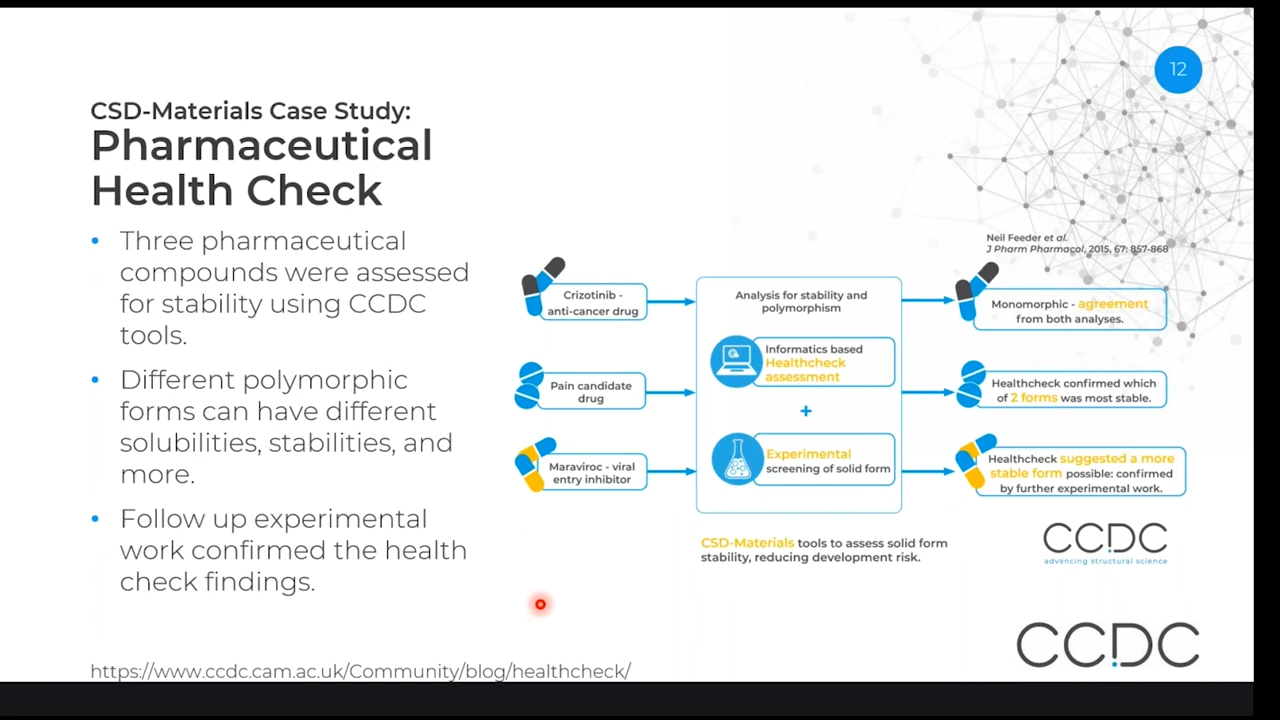 12
CSD-Materials Case Study:
Pharmaceutical
Health Check
• Three pharmaceutical
compounds were assessed
for stability using CCDC
tools.
• Different polymorphic
forms can have different
solubilities, stabilities, and
more.
• Follow up experimental
work confirmed the health
check findings.
Neil Feeder et al.
J Pharm Pharmacol, 2015, 67: 857-868
Crizotinib -
anti-cancer drug
Pain candidate
drug
Maraviroc - viral
entry inhibitor
Analysis for stability and
polymorphism
Informatics based
Healthcheck
assessment
+
Experimental
screening of solid form
Monomorphic - agreement
from both analyses.
Healthcheck confirmed which
of 2 forms was most stable.
Healthcheck suggested a more
stable form possible: confirmed
by further experimental work.
CSD-Materials tools to assess solid form
stability, reducing development risk.
CCDC
advancing structural science
CCDC
https://www.ccdc.cam.ac.uk/Community/blog/healthcheck/